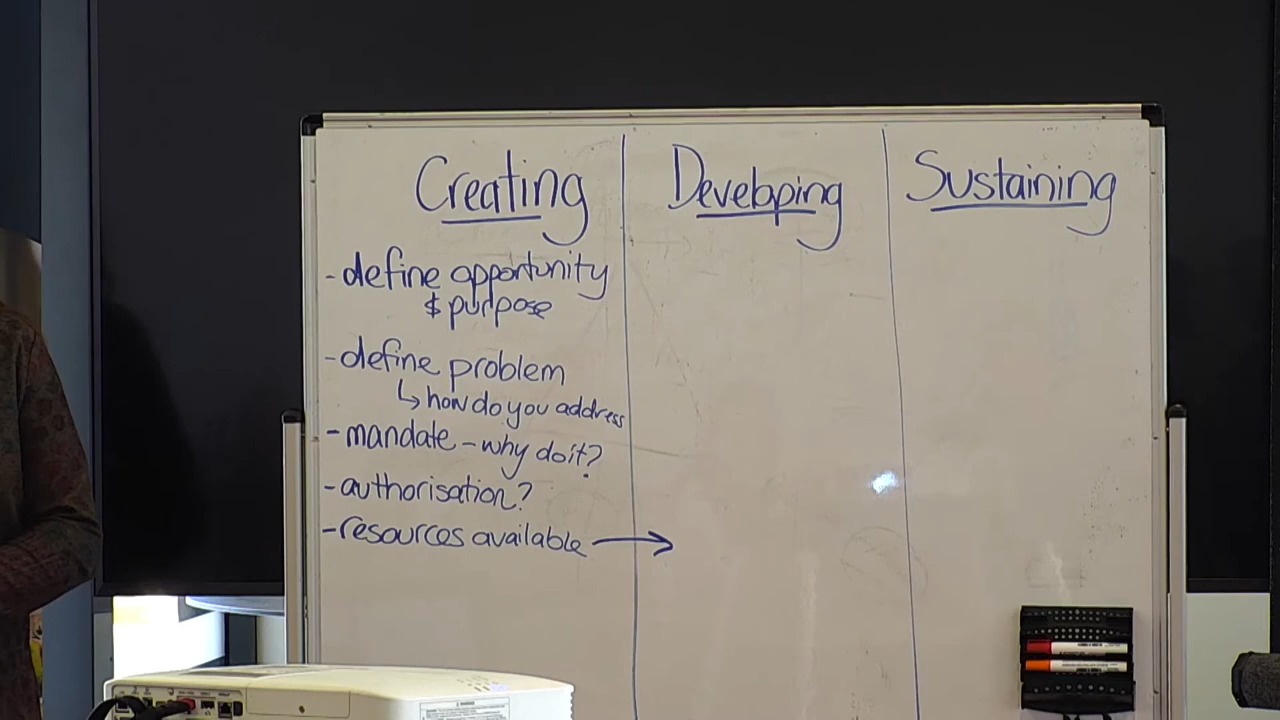 Creating Developing Sustaining
- define opportunity
& purpose
- define problem
↳ how do you address
- mandate - why do it?
- authorisation?
- resources available →